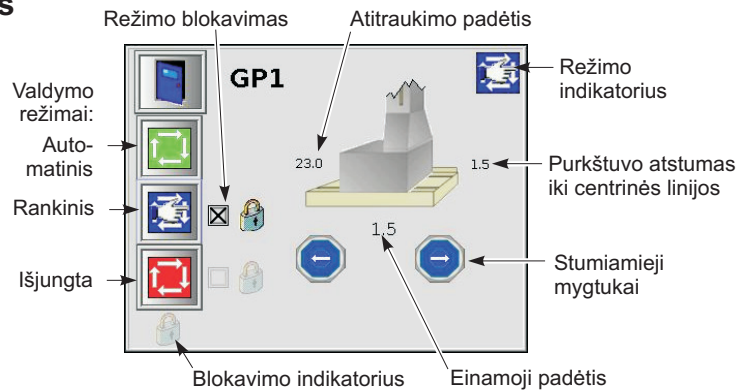 s
Režimo blokavimas
Atitraukimo padėtis
GP1
Režimo
indikatorius
Valdymo
režimai:
Auto-
matinis
23.0
1.5
Purkštuvo atstumas
iki centrinės linijos
Rankinis
1.5
Išjungta
Stumiamieji
mygtukai
Blokavimo indikatorius
Einamoji padėtis